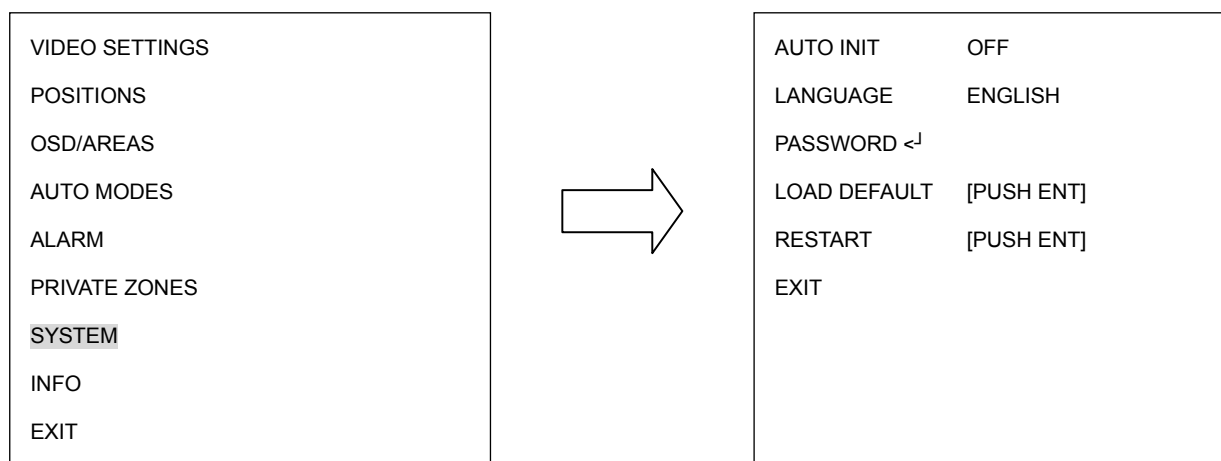 VIDEO SETTINGS
POSITIONS
OSD/AREAS
AUTO MODES
ALARM
PRIVATE ZONES
SYSTEM
INFO
EXIT
AUTO INIT OFF
LANGUAGE ENGLISH
PASSWORD <┘
LOAD DEFAULT [PUSH ENT]
RESTART [PUSH ENT]
EXIT